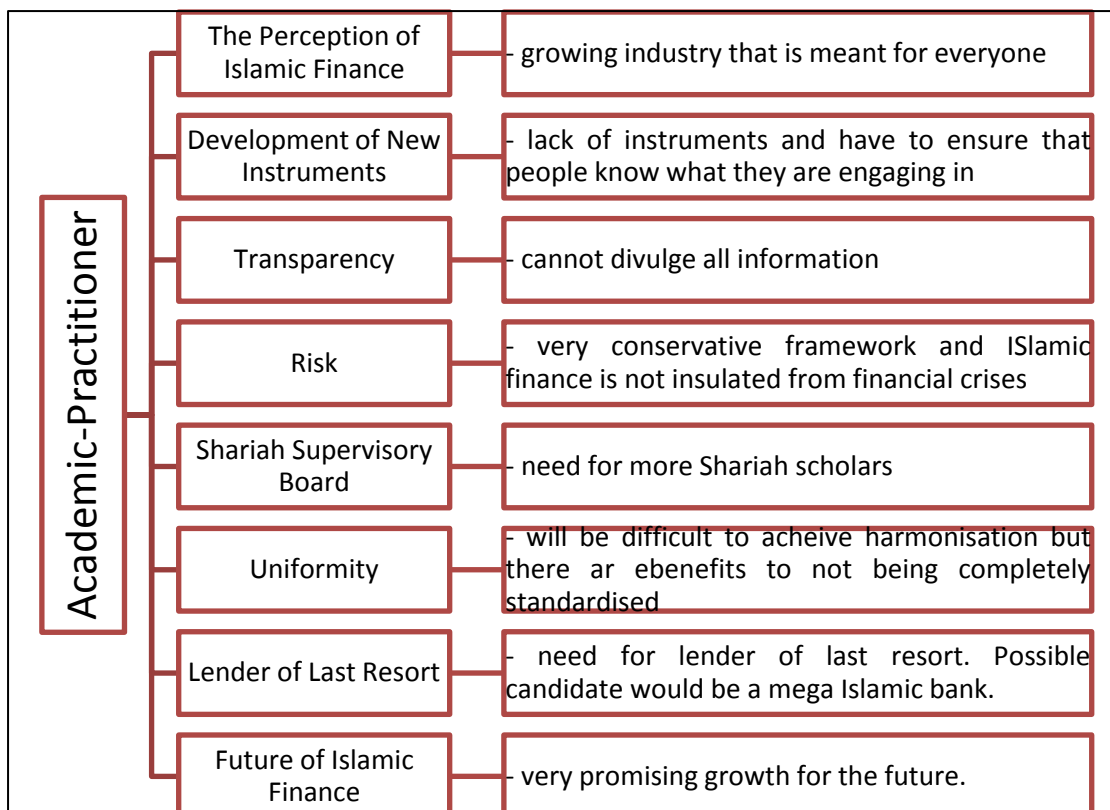 Academic-Practitioner
The Perception of
Islamic Finance
- growing industry that is meant for everyone
Development of New
Instruments
- lack of instruments and have to ensure that
people know what they are engaging in
Transparency
- cannot divulge all information
Risk
- very conservative framework and ISlamic
finance is not insulated from financial crises
Shariah Supervisory
Board
- need for more Shariah scholars
Uniformity
- will be difficult to acheive harmonisation but
there ar ebenefits to not being completely
standardised
Lender of Last Resort
- need for lender of last resort. Possible
candidate would be a mega Islamic bank.
Future of Islamic
Finance
- very promising growth for the future.